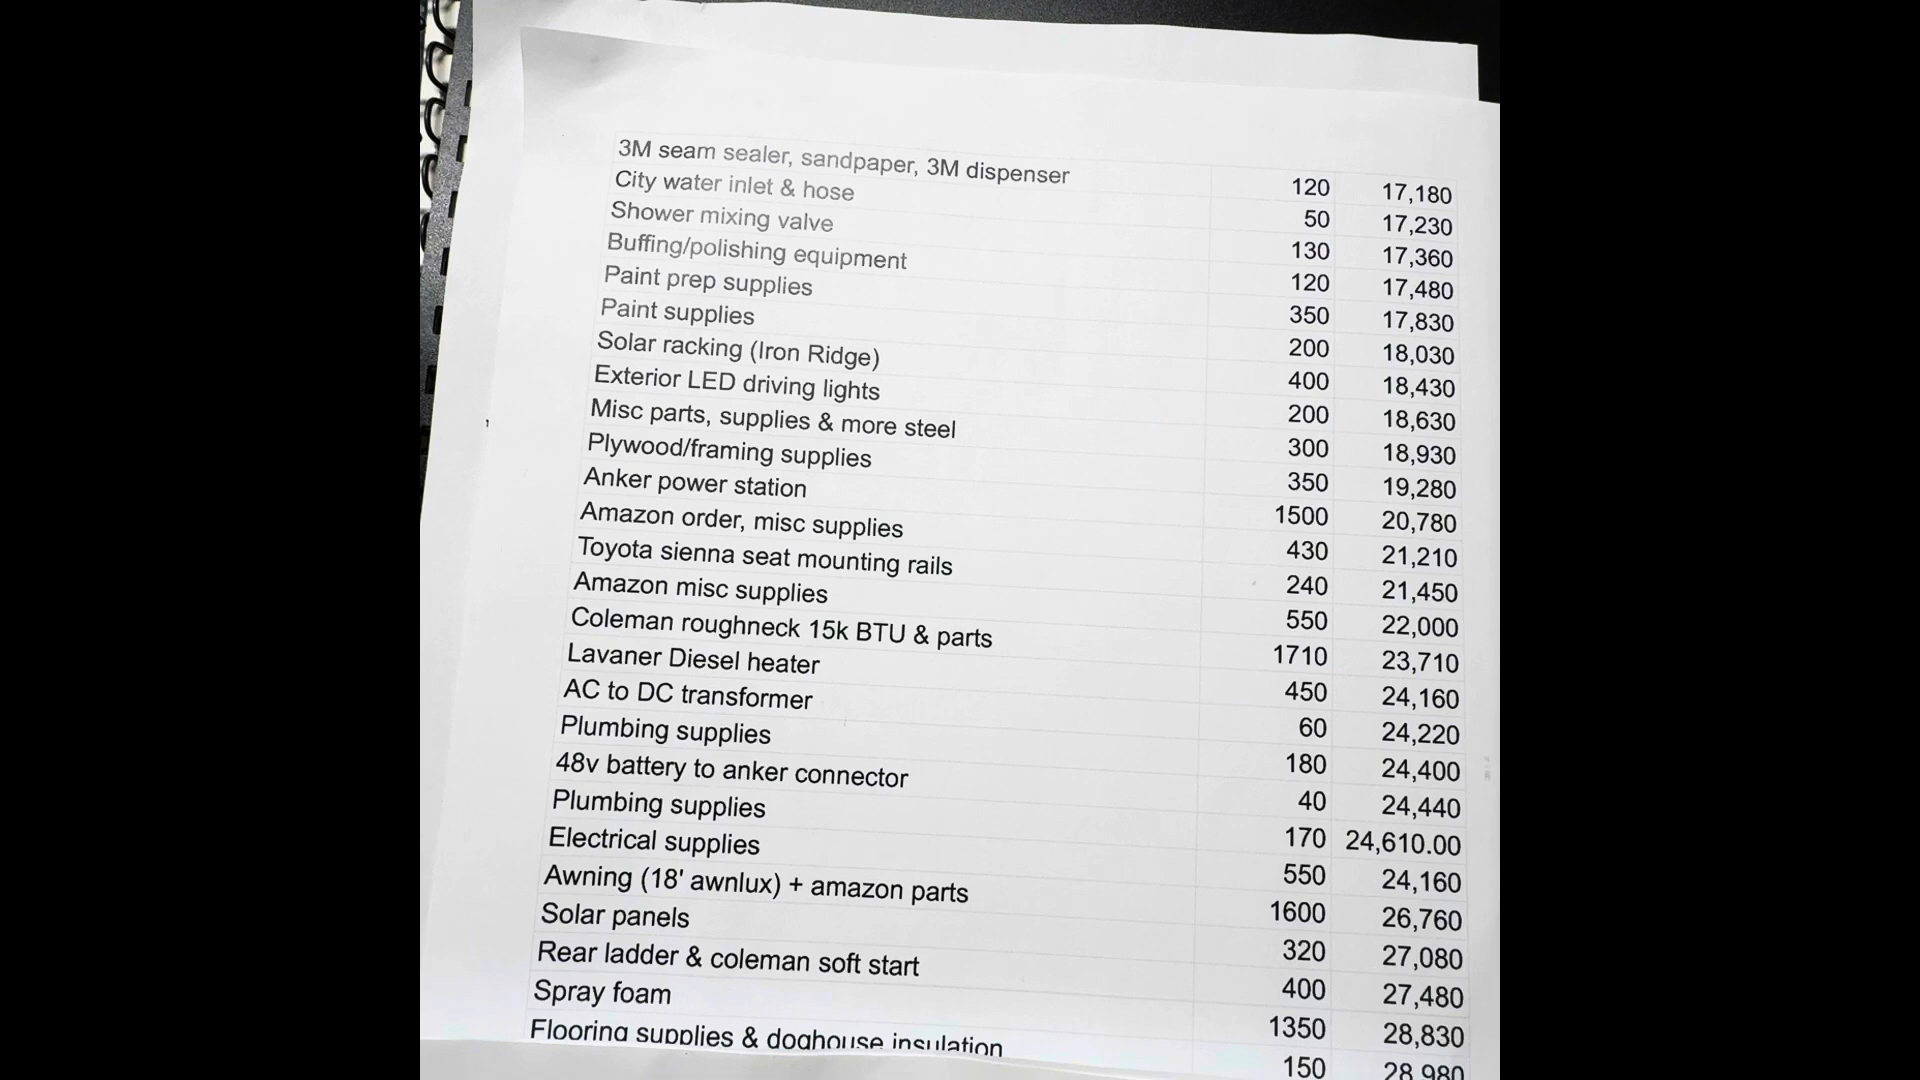 3M seam sealer, sandpaper, 3M dispenser 120 17,180
City water inlet & hose 50 17,230
Shower mixing valve 130 17,360
Buffing/polishing equipment 120 17,480
Paint prep supplies 350 17,830
Paint supplies 200 18,030
Solar racking (Iron Ridge) 400 18,430
Exterior LED driving lights 200 18,630
Misc parts, supplies & more steel 300 18,930
Plywood/framing supplies 350 19,280
Anker power station 1500 20,780
Amazon order, misc supplies 430 21,210
Toyota sienna seat mounting rails 240 21,450
Amazon misc supplies 550 22,000
Coleman roughneck 15k BTU & parts 1710 23,710
Lavaner Diesel heater 450 24,160
AC to DC transformer 60 24,220
Plumbing supplies 180 24,400
48v battery to anker connector 40 24,440
Plumbing supplies 170 24,610.00
Electrical supplies 550 24,160
Awning (18' awnlux) + amazon parts 1600 26,760
Solar panels 320 27,080
Rear ladder & coleman soft start 400 27,480
Spray foam 1350 28,830
Flooring supplies & doghouse insulation 150 28,980